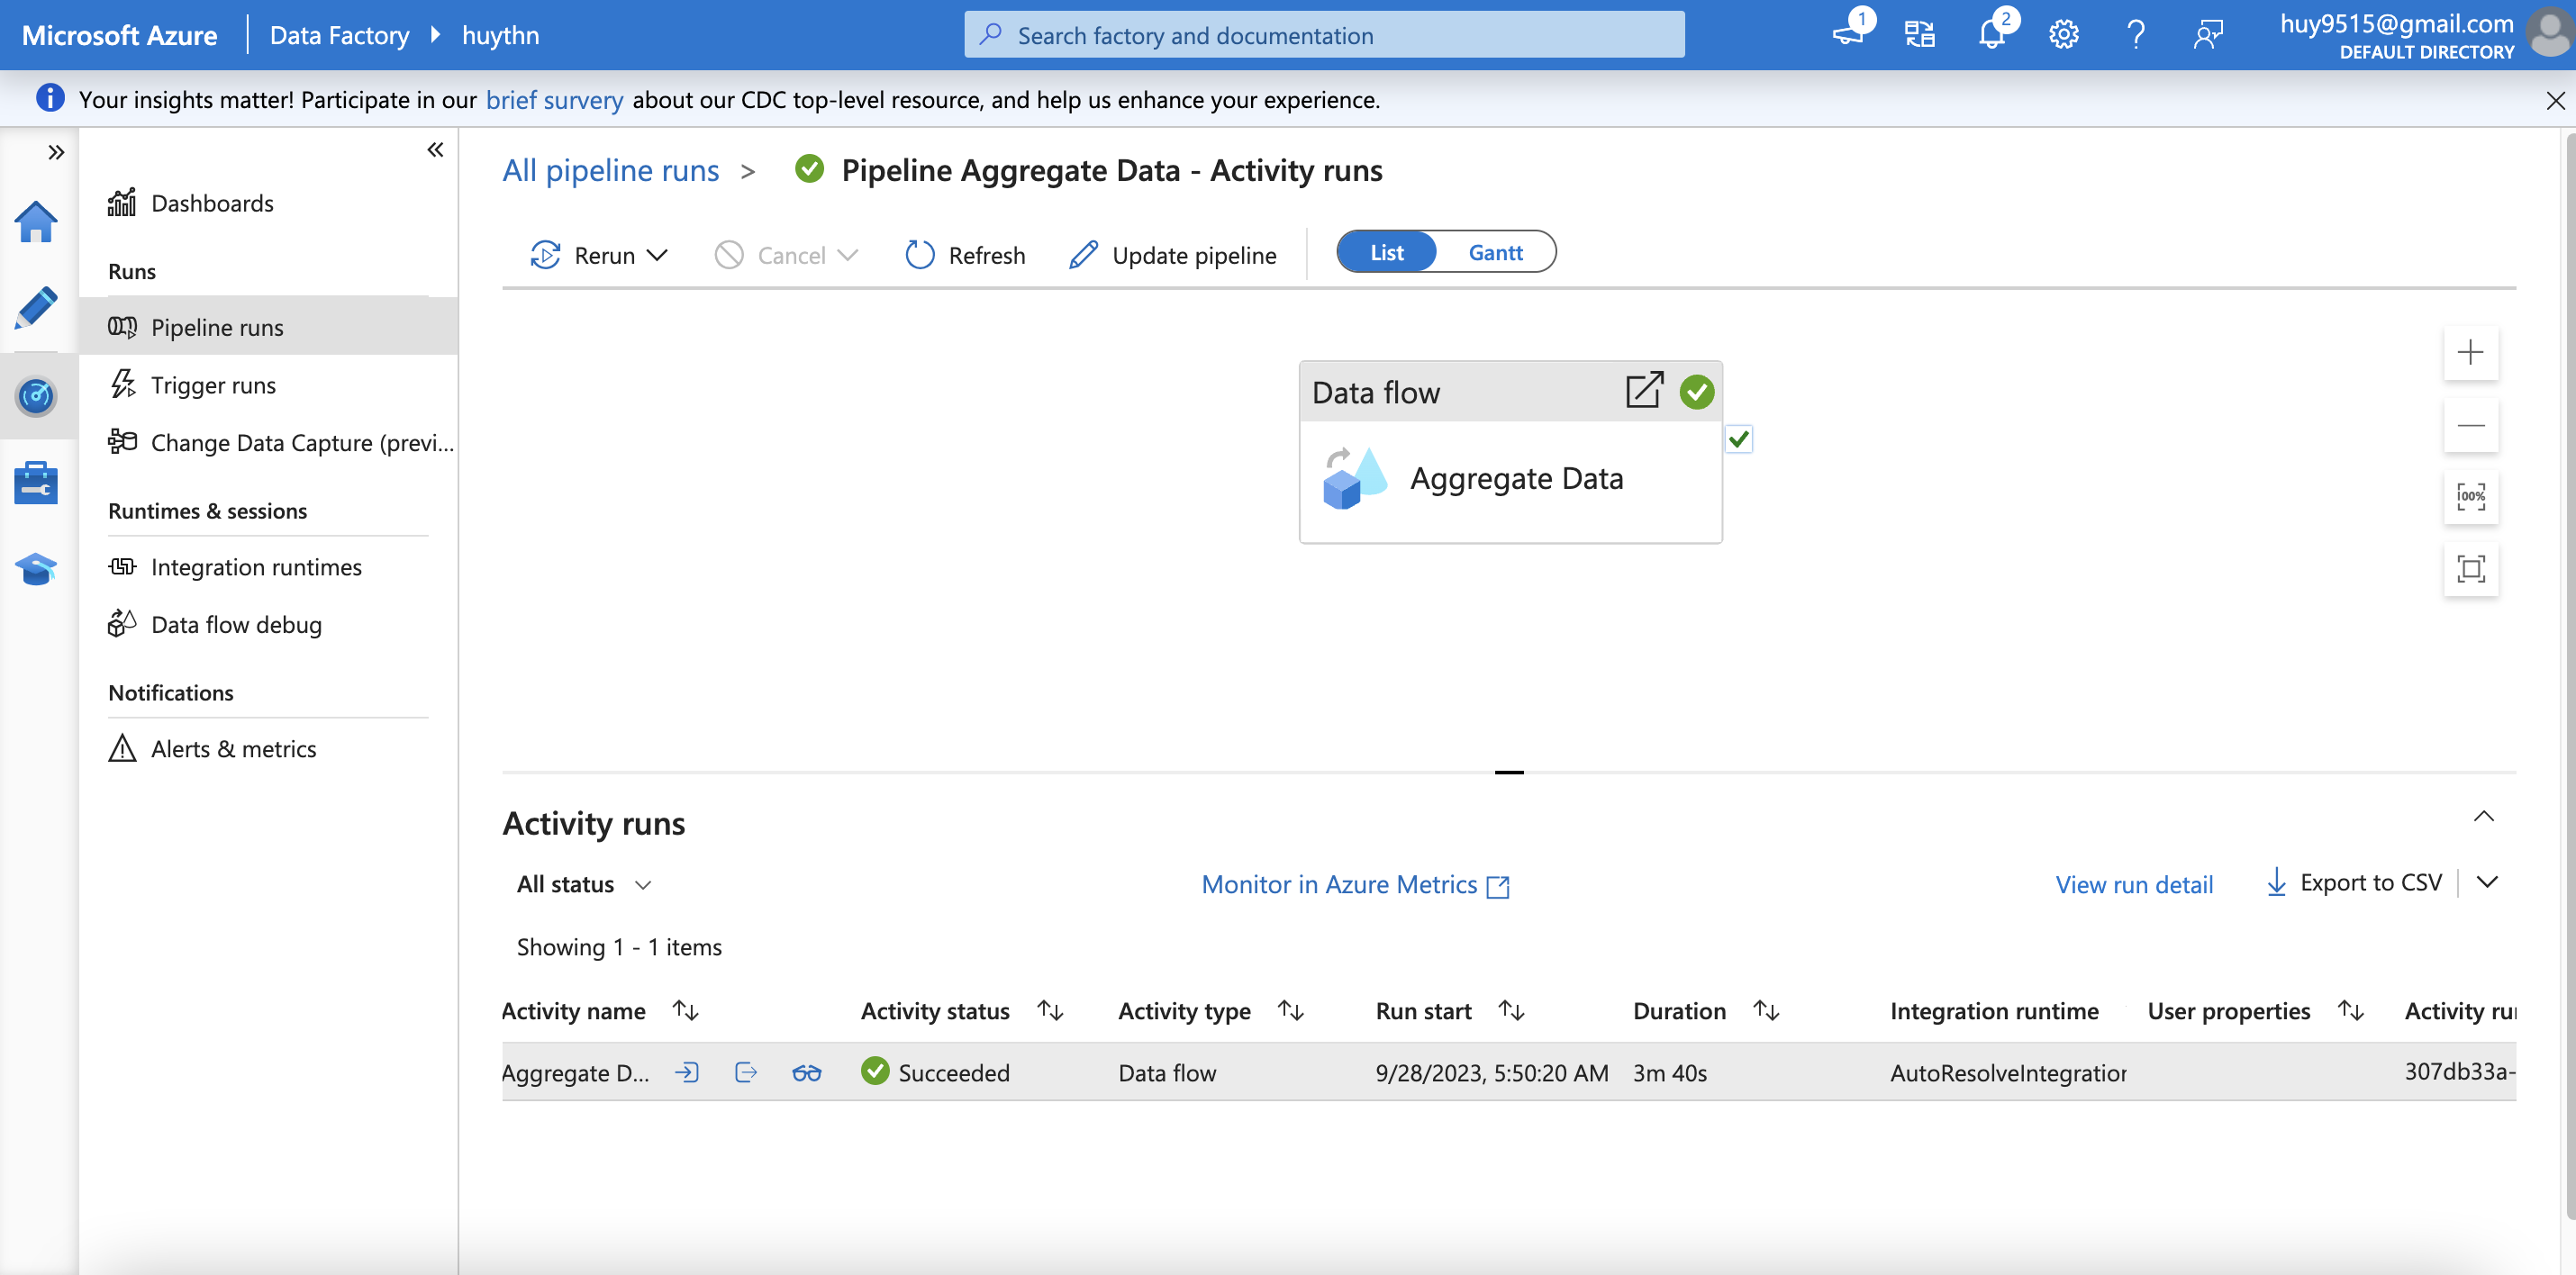 Microsoft Azure
Data Factory
huythn
Search factory and documentation
1
2
huy9515@gmail.com
DEFAULT DIRECTORY
Your insights matter! Participate in our brief survery about our CDC top-level resource, and help us enhance your experience.
Dashboards
Runs
Pipeline runs
Trigger runs
Change Data Capture (previ...
Runtimes & sessions
Integration runtimes
Data flow debug
Notifications
Alerts & metrics
All pipeline runs > Pipeline Aggregate Data - Activity runs
Rerun
Cancel
Refresh
Update pipeline
List
Gantt
Data flow
Aggregate Data
100%
Activity runs
All status
Monitor in Azure Metrics
View run detail
Export to CSV
Showing 1 - 1 items
Activity name Activity status Activity type Run start Duration Integration runtime User properties Activity ru
Aggregate D... Succeeded Data flow 9/28/2023, 5:50:20 AM 3m 40s AutoResolveIntegration 307db33a-